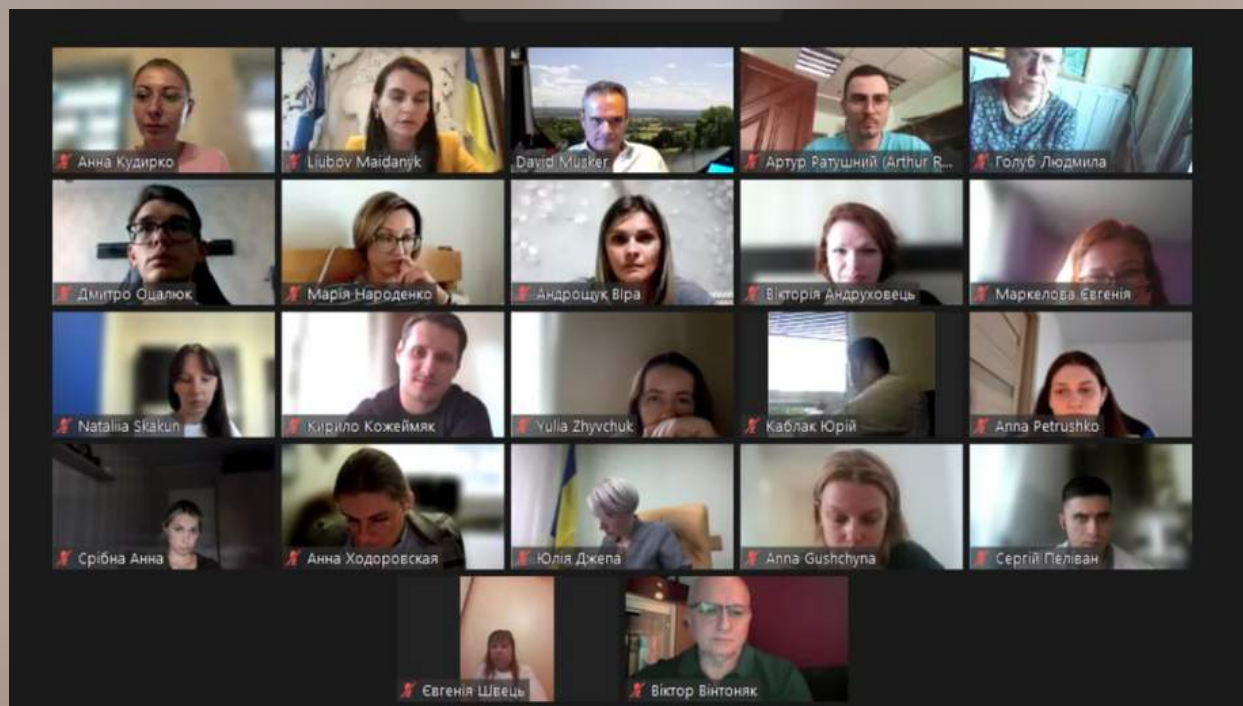 Анна Кудирко
Liubov Maidanyk
David Musker
Артур Ратушний (Arthur R...
Голуб Людмила
Дмитро Оцалюк
Марія Народенко
Андрощук Віра
Вікторія Андруховець
Маркелова Євгенія
Nataliia Skakun
Кирило Кожеймяк
Yulia Zhyvchuk
Каблак Юрій
Anna Petrushko
Срібна Анна
Анна Ходоровская
Юлія Джепа
Anna Gushchyna
Сергій Пеліван
Євгенія Швець
Віктор Вінтоняк